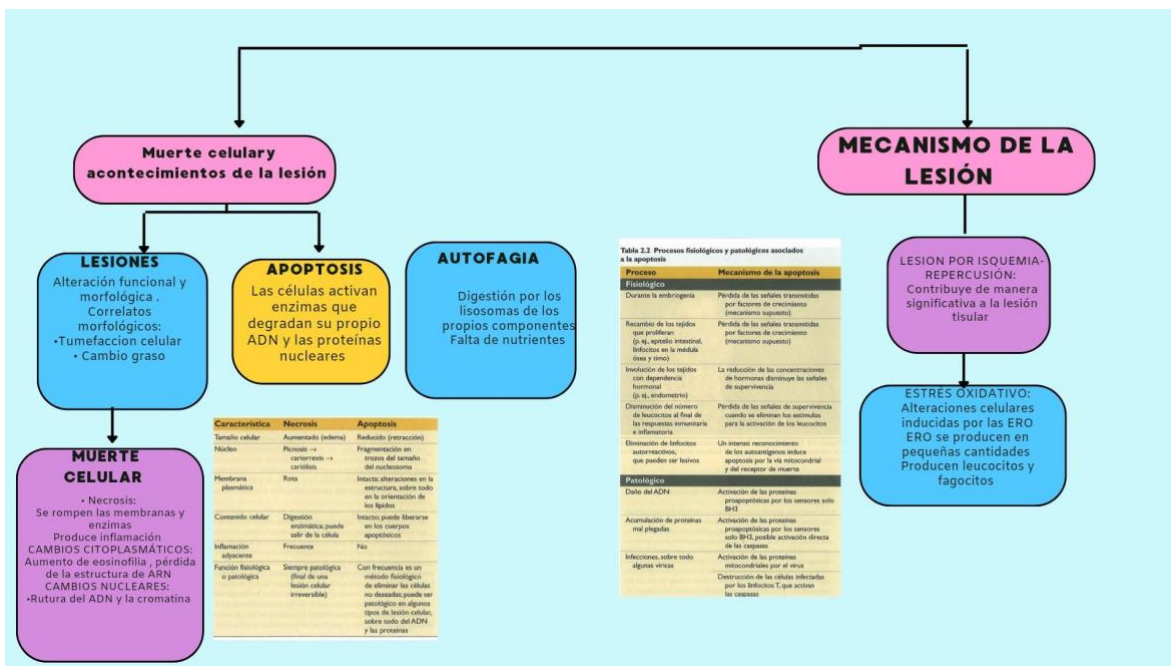 Muerte celulary
acontecimientos de la lesión
MECANISMO DE LA
LESIÓN
LESIONES
Alteración funcional y
morfológica .
Correlatos
morfológicos:
•Tumefaccion celular
• Cambio graso
APOPTOSIS
Las células activan
enzimas que
degradan su propio
ADN y las proteínas
nucleares
AUTOFAGIA
Digestión por los
lisosomas de los
propios componentes
Falta de nutrientes
MUERTE
CELULAR
• Necrosis:
Se rompen las membranas y
enzimas
Produce inflamación
CAMBIOS CITOPLASMÁTICOS:
Aumento de eosinofilia , pérdida
de la estructura de ARN
CAMBIOS NUCLEARES:
•Rutura del ADN y la cromatina
Característica Necrosis Apoptosis
Tamaño celular Aumentado (edema) Reducido (retracción)
Núcleo Picnosis → Fragmentación en
cariorrexis → trozos del tamaño
cariólisis del nucleosoma
Membrana Rota Intacta; alteraciones en la
plasmática estructura, sobre todo
en la orientación de
los lípidos
Contenido celular Digestión Intacto; puede liberarse
enzimática; puede en los cuerpos
salir de la célula apoptósicos
Inflamación Frecuente No
adyacente
Función fisiológica Siempre patológica Con frecuencia es un
o patológica (final de una método fisiológico
lesión celular de eliminar las células
irreversible) no deseadas; puede ser
patológico en algunos
tipos de lesión celular,
sobre todo del ADN
y las proteínas
Tabla 2.2 Procesos fisiológicos y patológicos asociados
a la apoptosis
Proceso Mecanismo de la apoptosis
Fisiológico
Durante la embriogenia Pérdida de las señales transmitidas
por factores de crecimiento
(mecanismo supuesto)
Recambio de los tejidos Pérdida de las señales transmitidas
que proliferan por factores de crecimiento
(p. ej., epitelio intestinal, (mecanismo supuesto)
linfocitos en la médula
ósea y timo)
Involución de los tejidos La reducción de las concentraciones
con dependencia de hormonas disminuye las señales
hormonal de supervivencia
(p. ej., endometrio)
Disminución del número Pérdida de las señales de supervivencia
de leucocitos al final de cuando se eliminan los estímulos
las respuestas inmunitaria para la activación de los leucocitos
e inflamatoria
Eliminación de linfocitos Un intenso reconocimiento
autorreactivos, de los autoantígenos induce
que pueden ser lesivos apoptosis por la vía mitocondrial
y del receptor de muerte
Patológico
Daño del ADN Activación de las proteínas
proapoptósicas por los sensores solo
BH3
Acumulación de proteínas Activación de las proteínas
mal plegadas proapoptósicas por los sensores
solo BH3, posible activación directa
de las caspasas
Infecciones, sobre todo Activación de las proteínas
algunas víricas mitocondriales por el virus
Destrucción de las células infectadas
por los linfocitos T, que activan
las caspasas
LESION POR ISQUEMIA-
REPERCUSIÓN:
Contribuye de manera
significativa a la lesión
tisular
ESTRÉS OXIDATIVO:
Alteraciones celulares
inducidas por las ERO
ERO se producen en
pequeñas cantidades
Producen leucocitos y
fagocitos